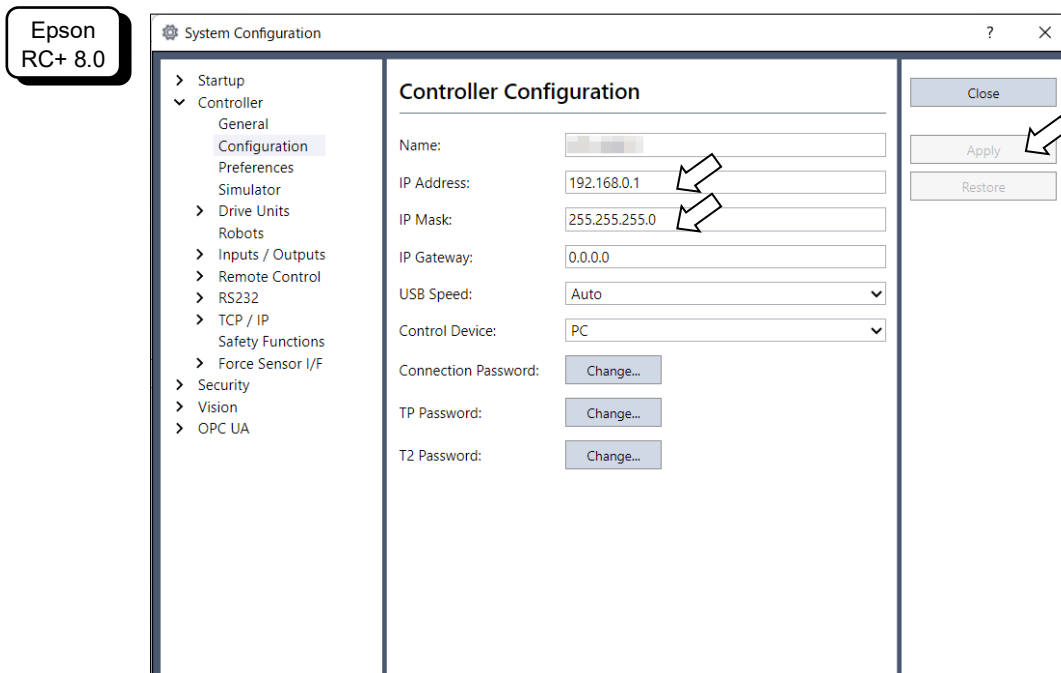 Epson
RC+ 8.0
System Configuration
?
Startup
Controller
General
Configuration
Preferences
Simulator
Drive Units
Robots
Inputs / Outputs
Remote Control
RS232
TCP / IP
Safety Functions
Force Sensor I/F
Security
Vision
OPC UA
Controller Configuration
Name:
IP Address: 192.168.0.1
IP Mask: 255.255.255.0
IP Gateway: 0.0.0.0
USB Speed: Auto
Control Device: PC
Connection Password: Change...
TP Password: Change...
T2 Password: Change...
Close
Apply
Restore